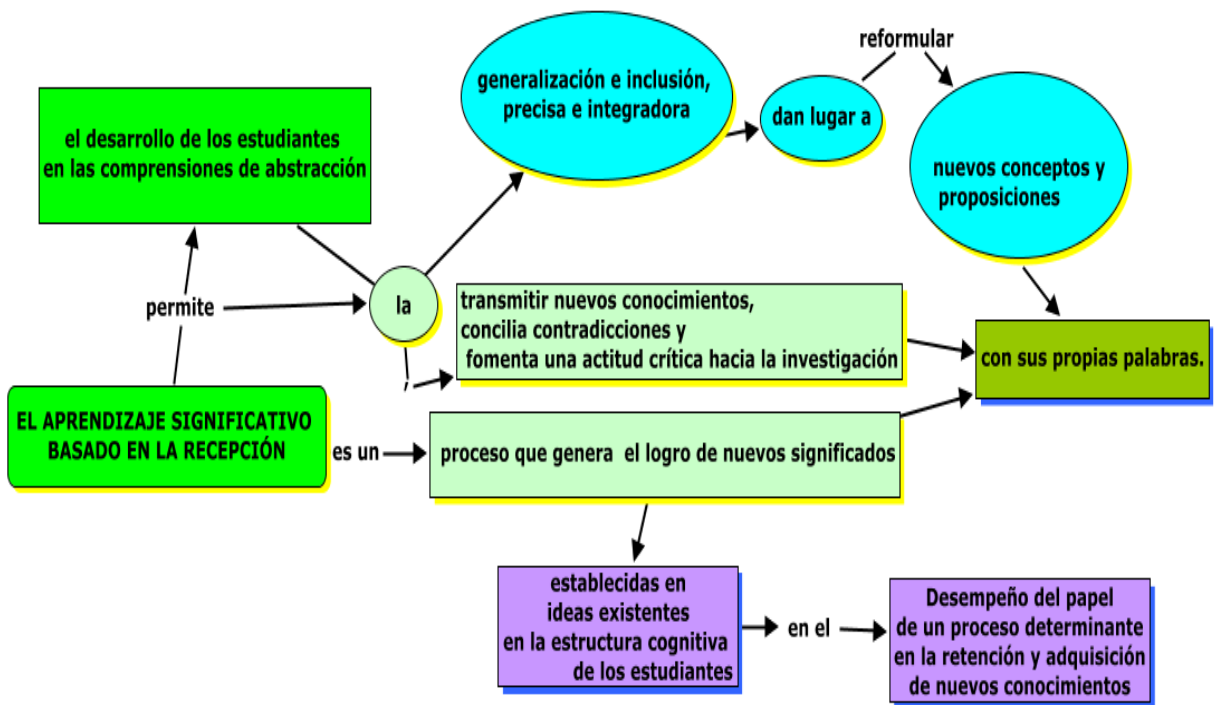 reformular
generalización e inclusión,
precisa e integradora
dan lugar a
el desarrollo de los estudiantes
en las comprensiones de abstracción
nuevos conceptos y
proposiciones
permite
la
transmitir nuevos conocimientos,
concilia contradicciones y
fomenta una actitud crítica hacia la investigación
con sus propias palabras.
,
EL APRENDIZAJE SIGNIFICATIVO
BASADO EN LA RECEPCIÓN
es un
proceso que genera el logro de nuevos significados
establecidas en
ideas existentes
en la estructura cognitiva
de los estudiantes
en el
Desempeño del papel
de un proceso determinante
en la retención y adquisición
de nuevos conocimientos